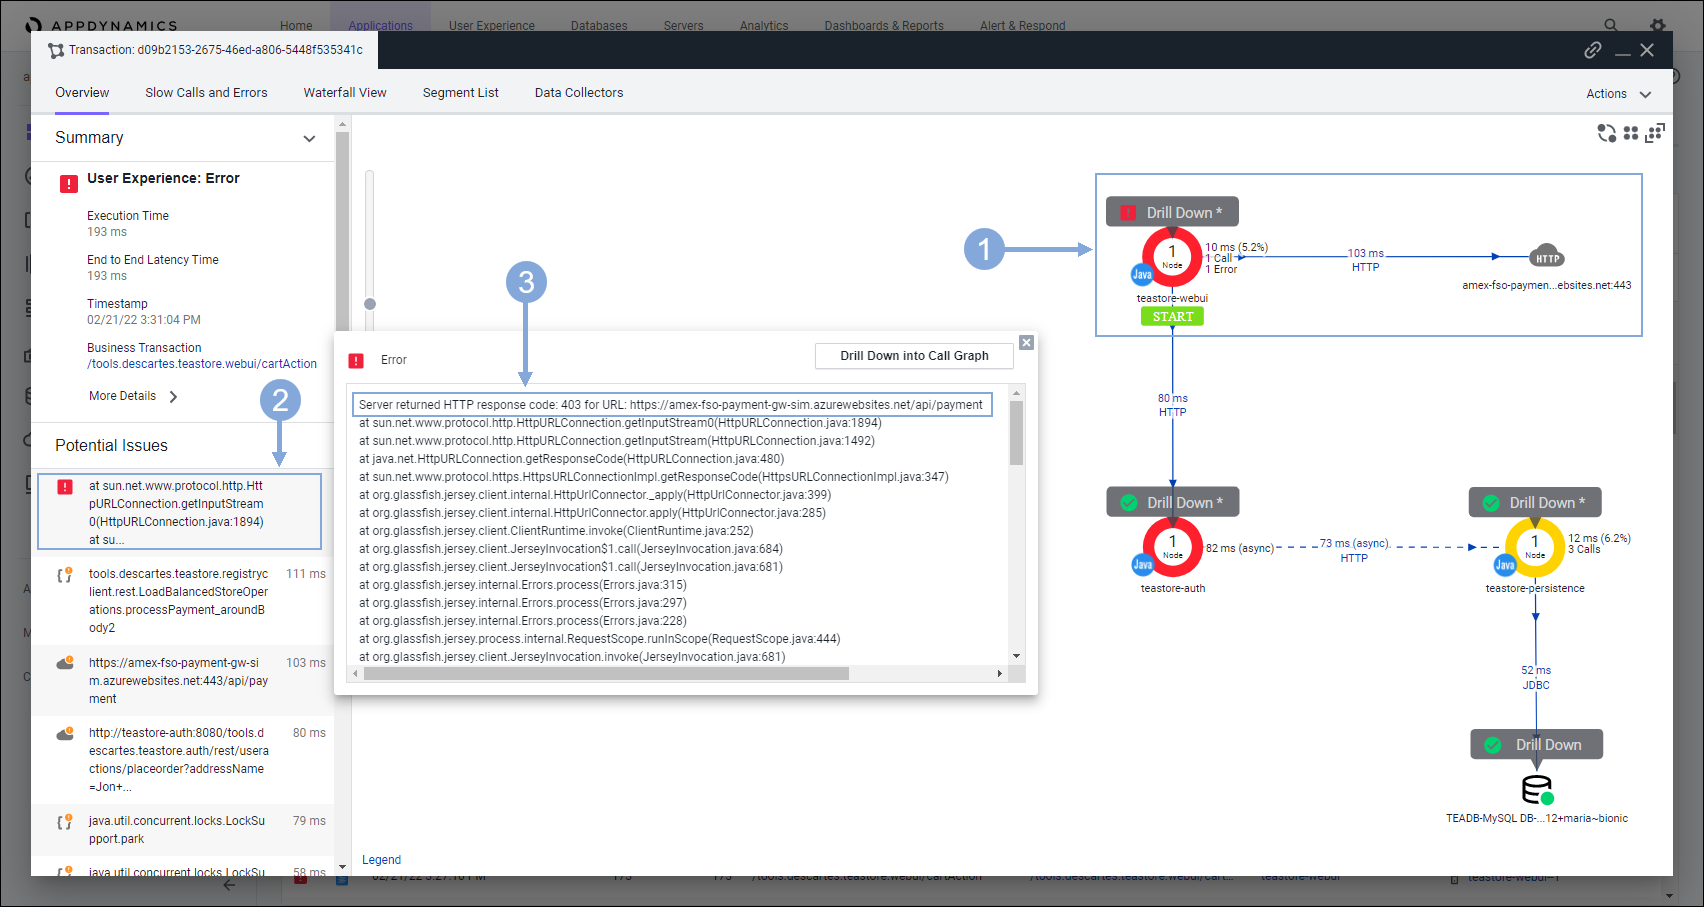 APPDYNAMICS
Home
Applications
User Experience
Databases
Servers
Analytics
Dashboards & Reports
Alert & Respond
Transaction: d09b2153-2675-46ed-a806-5448f535341c
Overview
Slow Calls and Errors
Waterfall View
Segment List
Data Collectors
Actions
Summary
User Experience: Error
Execution Time
193 ms
End to End Latency Time
193 ms
Timestamp
02/21/22 3:31:04 PM
Business Transaction
/tools.descartes.teastore.webui/cartAction
More Details
2
Potential Issues
at sun.net.www.protocol.http.Htt
pURLConnection.getInputStream
0(HttpURLConnection.java:1894)
at su...
tools.descartes.teastore.registryc
lient.rest.LoadBalancedStoreOper
ations.processPayment_aroundB
ody2
111 ms
https://amex-fso-payment-gw-si
m.azurewebsites.net:443/api/pay
ment
103 ms
http://teastore-auth:8080/tools.d
escartes.teastore.auth/rest/usera
ctions/placeorder?addressName
=Jon+...
80 ms
java.util.concurrent.locks.LockSu
pport.park
79 ms
java.util.concurrent.locks.LockSu
58 ms
3
Error
Drill Down into Call Graph
Server returned HTTP response code: 403 for URL: https://amex-fso-payment-gw-sim.azurewebsites.net/api/payment
at sun.net.www.protocol.http.HttpURLConnection.getInputStream0(HttpURLConnection.java:1894)
at sun.net.www.protocol.http.HttpURLConnection.getInputStream(HttpURLConnection.java:1492)
at java.net.HttpURLConnection.getResponseCode(HttpURLConnection.java:480)
at sun.net.www.protocol.https.HttpsURLConnectionImpl.getResponseCode(HttpsURLConnectionImpl.java:347)
at org.glassfish.jersey.client.internal.HttpUrlConnector._apply(HttpUrlConnector.java:399)
at org.glassfish.jersey.client.internal.HttpUrlConnector.apply(HttpUrlConnector.java:285)
at org.glassfish.jersey.client.ClientRuntime.invoke(ClientRuntime.java:252)
at org.glassfish.jersey.client.JerseyInvocation$1.call(JerseyInvocation.java:684)
at org.glassfish.jersey.client.JerseyInvocation$1.call(JerseyInvocation.java:681)
at org.glassfish.jersey.internal.Errors.process(Errors.java:315)
at org.glassfish.jersey.internal.Errors.process(Errors.java:297)
at org.glassfish.jersey.internal.Errors.process(Errors.java:228)
at org.glassfish.jersey.process.internal.RequestScope.runInScope(RequestScope.java:444)
at org.glassfish.jersey.client.JerseyInvocation.invoke(JerseyInvocation.java:681)
Legend
1
Drill Down *
1
Node
Java
10 ms (5.2%)
1 Call
1 Error
teastore-webui
START
103 ms
HTTP
HTTP
amex-fso-paymen...ebsites.net:443
80 ms
HTTP
Drill Down *
1
Node
Java
82 ms (async)
teastore-auth
73 ms (async)
HTTP
Drill Down *
1
Node
Java
12 ms (6.2%)
3 Calls
teastore-persistence
52 ms
JDBC
Drill Down
TEADB-MySQL DB-...12+maria~bionic